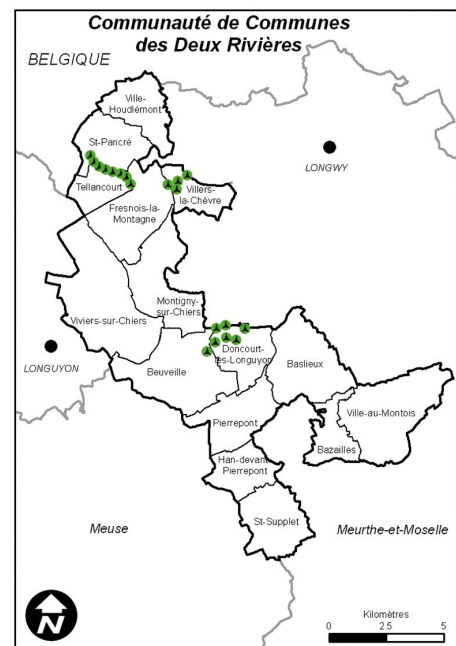 Communauté de Communes
des Deux Rivières
BELGIQUE
Ville-
Houdlémont
St-Pancré
LONGWY
Tellancourt
Villers-
la-Chèvre
Fresnois-la-
Montagne
Montigny-
sur-Chiers
Viviers-sur-Chiers
Doncourt-
lès-Longuyon
Baslieux
LONGUYON
Beuveille
Ville-au-Montois
Pierrepont
Bazailles
Han-devant-
Pierrepont
St-Supplet
Meuse
Meurthe-et-Moselle
N
Kilomètres
0 2.5 5